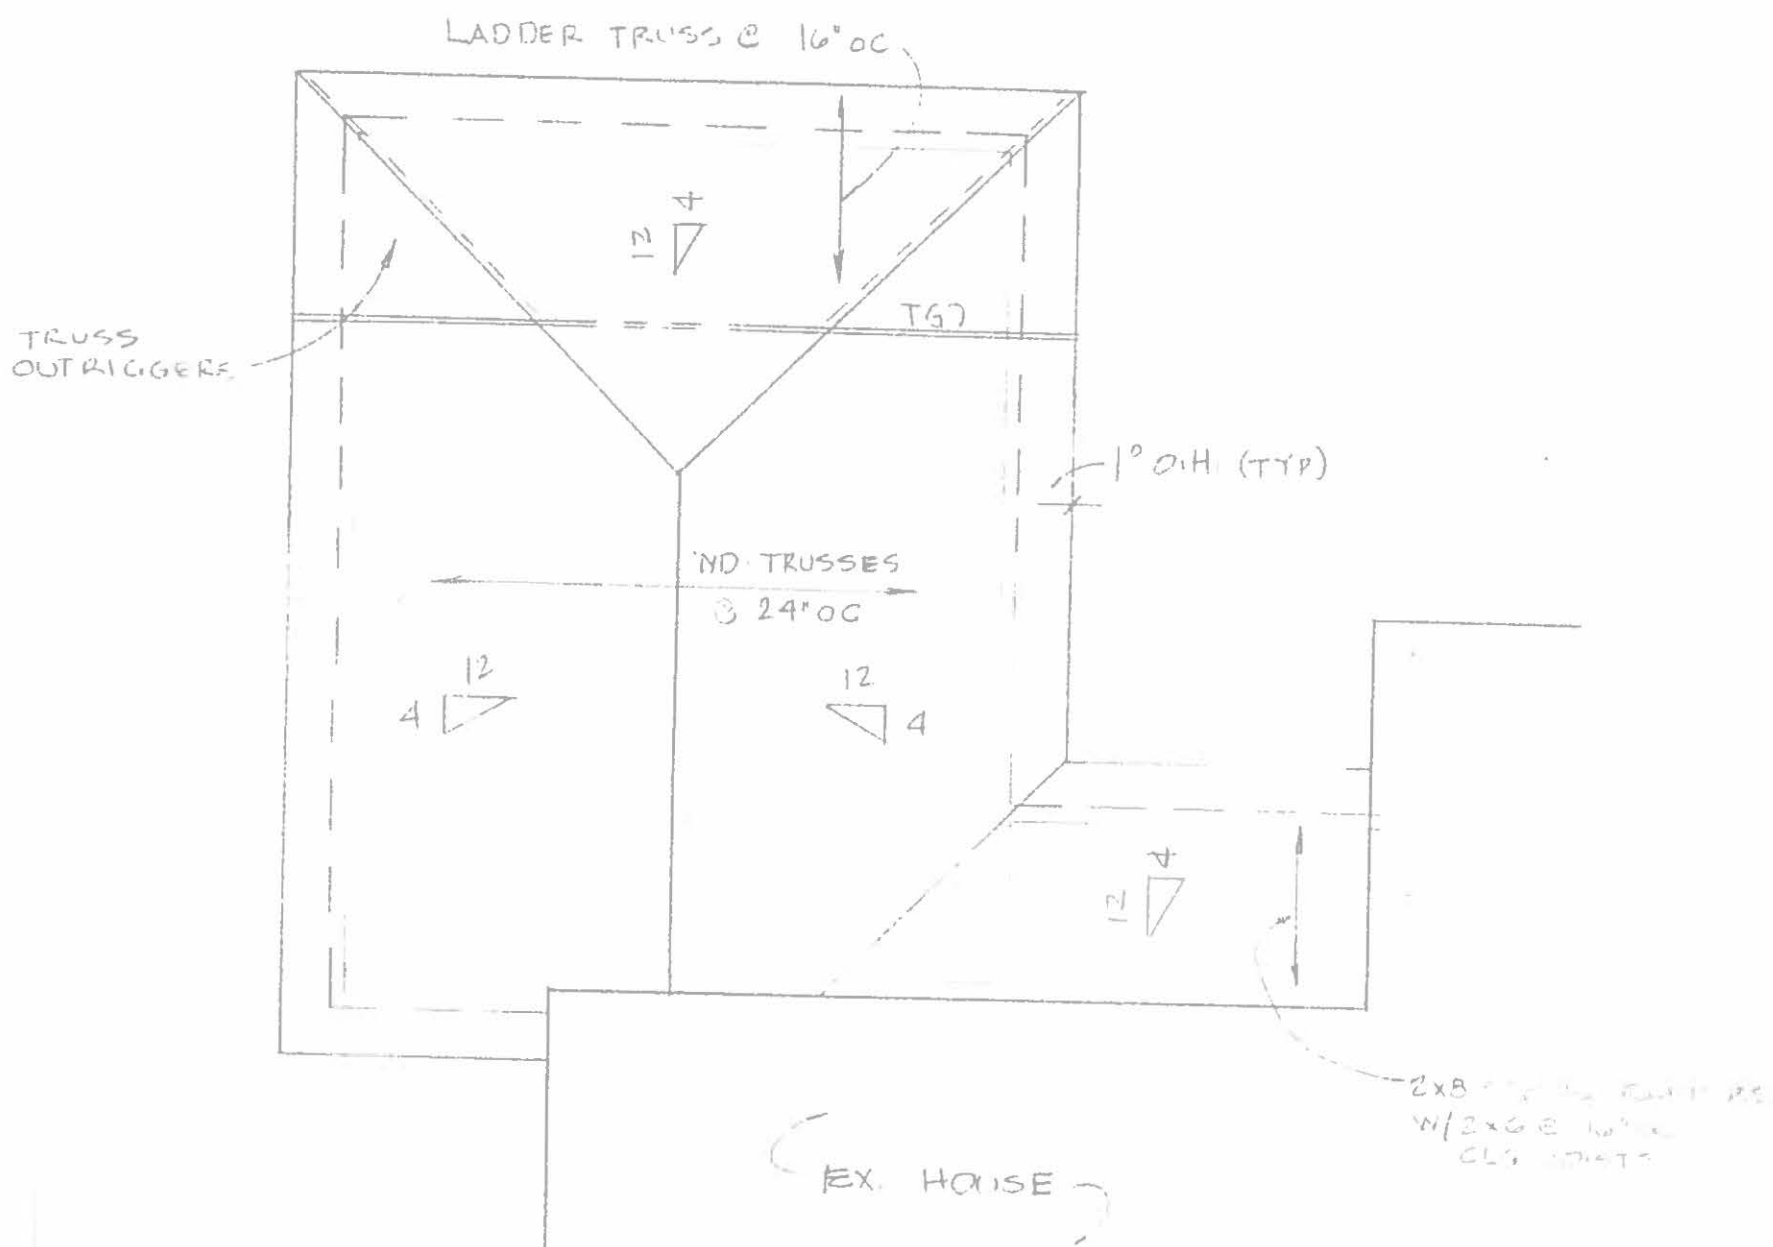 LADDER TRUSS @ 16" OC
4
12
TG7
TRUSS
OUTRIGGERS
1° O.H. (TYP)
TRUSSES
@ 24" OC
12
4
12
4
4
12
2x8
W/ 2x6 @
CLG
EX. HOUSE